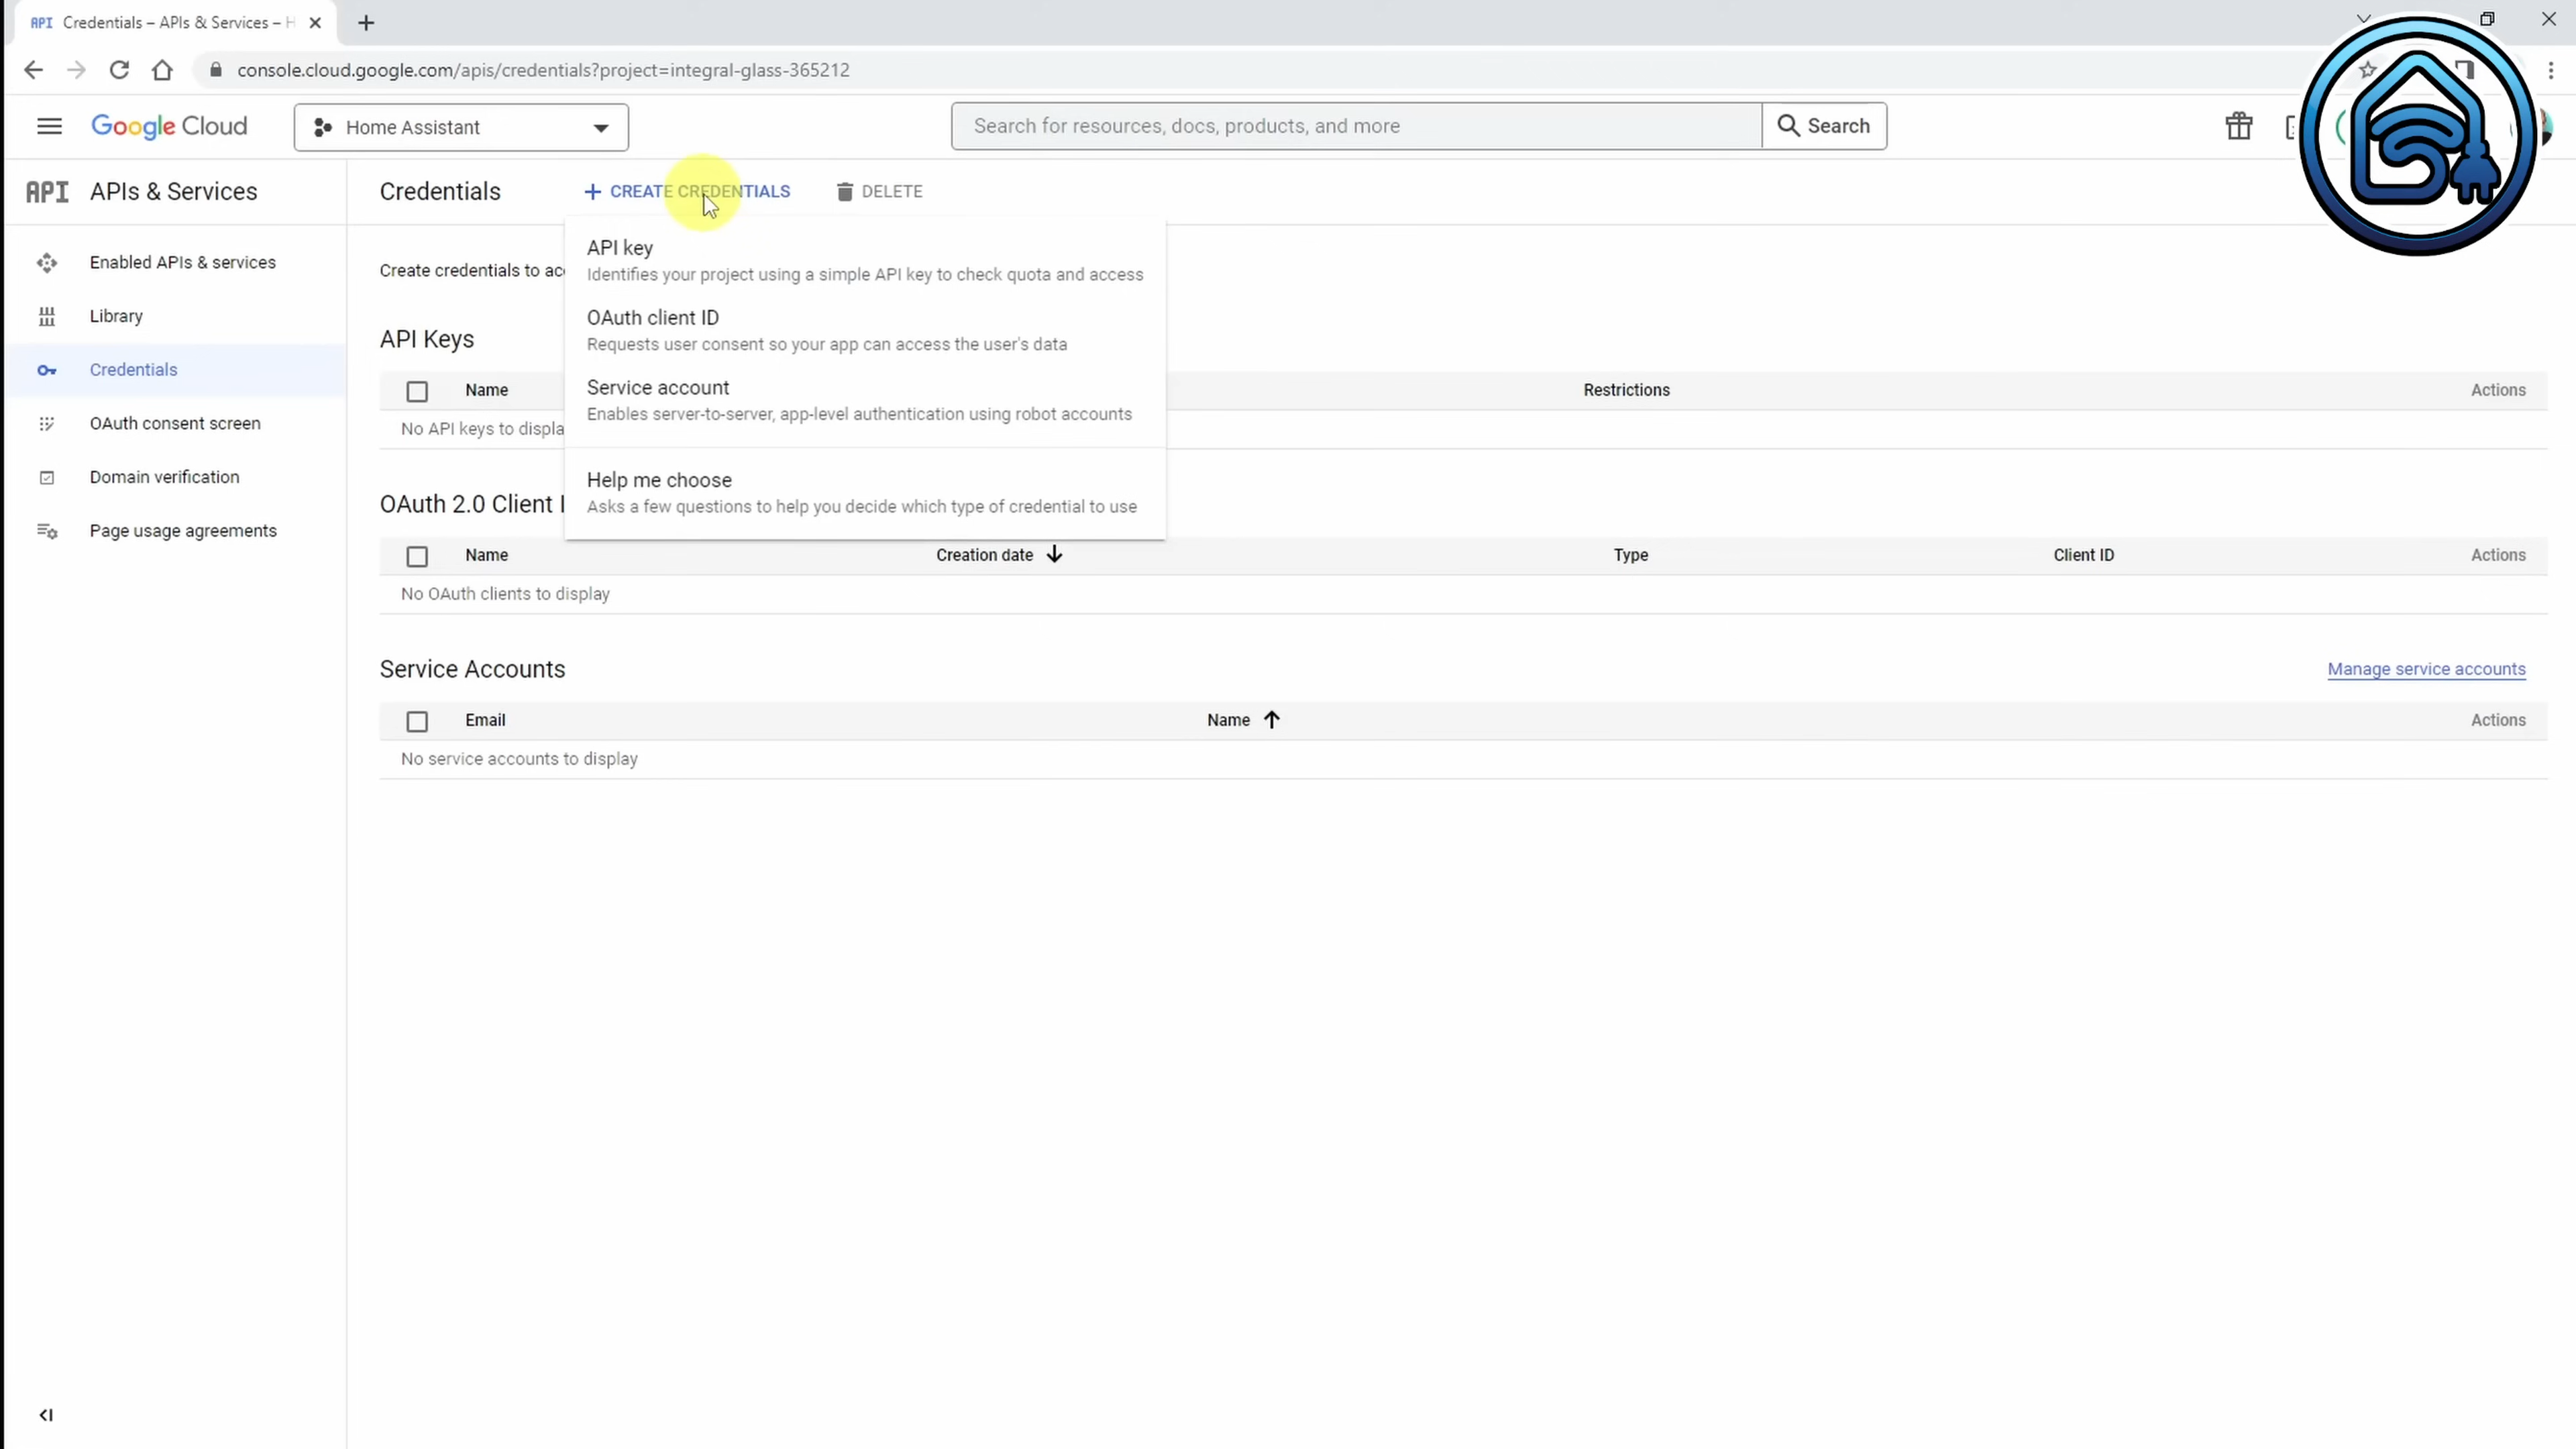 API Credentials – APIs & Services – H
console.cloud.google.com/apis/credentials?project=integral-glass-365212
Google Cloud
Home Assistant
Search for resources, docs, products, and more
Search
API APIs & Services
Credentials
CREATE CREDENTIALS
DELETE
Enabled APIs & services
Library
Credentials
OAuth consent screen
Domain verification
Page usage agreements
Create credentials to acc
API key
Identifies your project using a simple API key to check quota and access
OAuth client ID
Requests user consent so your app can access the user's data
Service account
Enables server-to-server, app-level authentication using robot accounts
Help me choose
Asks a few questions to help you decide which type of credential to use
API Keys
Name Restrictions Actions
No API keys to displa
OAuth 2.0 Client I
Name Creation date Type Client ID Actions
No OAuth clients to display
Service Accounts
Manage service accounts
Email Name Actions
No service accounts to display